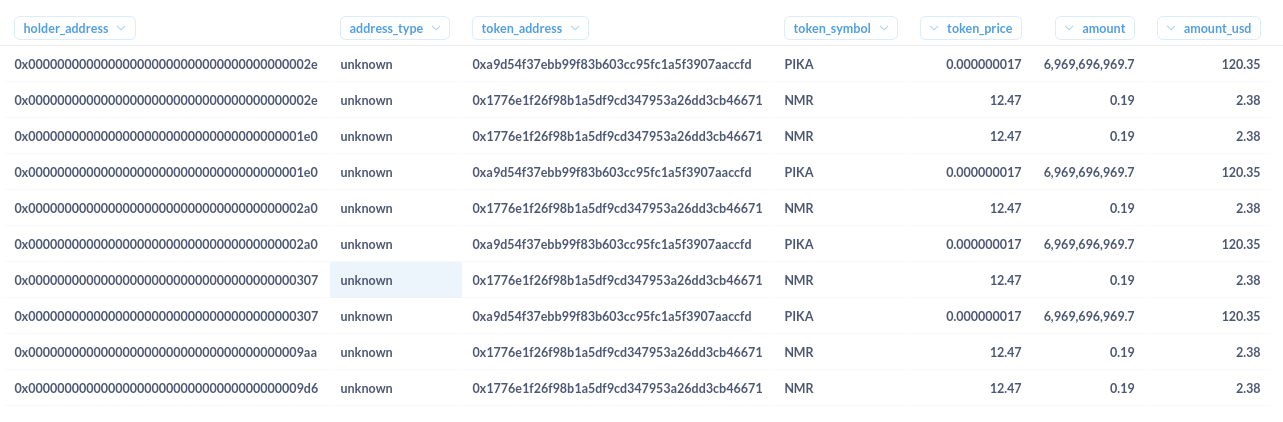 holder_address address_type token_address token_symbol token_price amount amount_usd
0x000000000000000000000000000000000000002e unknown 0xa9d54f37ebb99f83b603cc95fc1a5f3907aaccfd PIKA 0.000000017 6,969,696,969.7 120.35
0x000000000000000000000000000000000000002e unknown 0x1776e1f26f98b1a5df9cd347953a26dd3cb46671 NMR 12.47 0.19 2.38
0x00000000000000000000000000000000000001e0 unknown 0x1776e1f26f98b1a5df9cd347953a26dd3cb46671 NMR 12.47 0.19 2.38
0x00000000000000000000000000000000000001e0 unknown 0xa9d54f37ebb99f83b603cc95fc1a5f3907aaccfd PIKA 0.000000017 6,969,696,969.7 120.35
0x00000000000000000000000000000000000002a0 unknown 0x1776e1f26f98b1a5df9cd347953a26dd3cb46671 NMR 12.47 0.19 2.38
0x00000000000000000000000000000000000002a0 unknown 0xa9d54f37ebb99f83b603cc95fc1a5f3907aaccfd PIKA 0.000000017 6,969,696,969.7 120.35
0x0000000000000000000000000000000000000307 unknown 0x1776e1f26f98b1a5df9cd347953a26dd3cb46671 NMR 12.47 0.19 2.38
0x0000000000000000000000000000000000000307 unknown 0xa9d54f37ebb99f83b603cc95fc1a5f3907aaccfd PIKA 0.000000017 6,969,696,969.7 120.35
0x00000000000000000000000000000000000009aa unknown 0x1776e1f26f98b1a5df9cd347953a26dd3cb46671 NMR 12.47 0.19 2.38
0x00000000000000000000000000000000000009d6 unknown 0x1776e1f26f98b1a5df9cd347953a26dd3cb46671 NMR 12.47 0.19 2.38